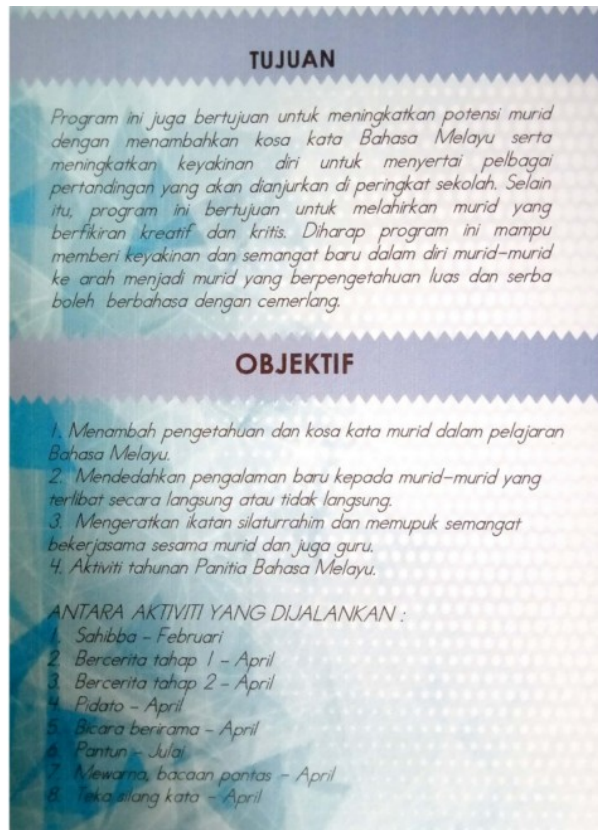 TUJUAN
Program ini juga bertujuan untuk meningkatkan potensi murid
dengan menambahkan kosa kata Bahasa Melayu serta
meningkatkan keyakinan diri untuk menyertai pelbagai
pertandingan yang akan dianjurkan di peringkat sekolah. Selain
itu, program ini bertujuan untuk melahirkan murid yang
berfikiran kreatif dan kritis. Diharap program ini mampu
memberi keyakinan dan semangat baru dalam diri murid-murid
ke arah menjadi murid yang berpengetahuan luas dan serba
boleh berbahasa dengan cemerlang.
OBJEKTIF
1. Menambah pengetahuan dan kosa kata murid dalam pelajaran
Bahasa Melayu.
2. Mendedahkan pengalaman baru kepada murid-murid yang
terlibat secara langsung atau tidak langsung.
3. Mengeratkan ikatan silaturrahim dan memupuk semangat
bekerjasama sesama murid dan juga guru.
4. Aktiviti tahunan Panitia Bahasa Melayu.
ANTARA AKTIVITI YANG DIJALANKAN :
1. Sahibba - Februari
2. Bercerita tahap 1 - April
3. Bercerita tahap 2 - April
4. Pidato - April
5. Bicara berirama - April
6. Pantun - Julai
7. Mewarna, bacaan pantas - April
8. Teka silang kata - April